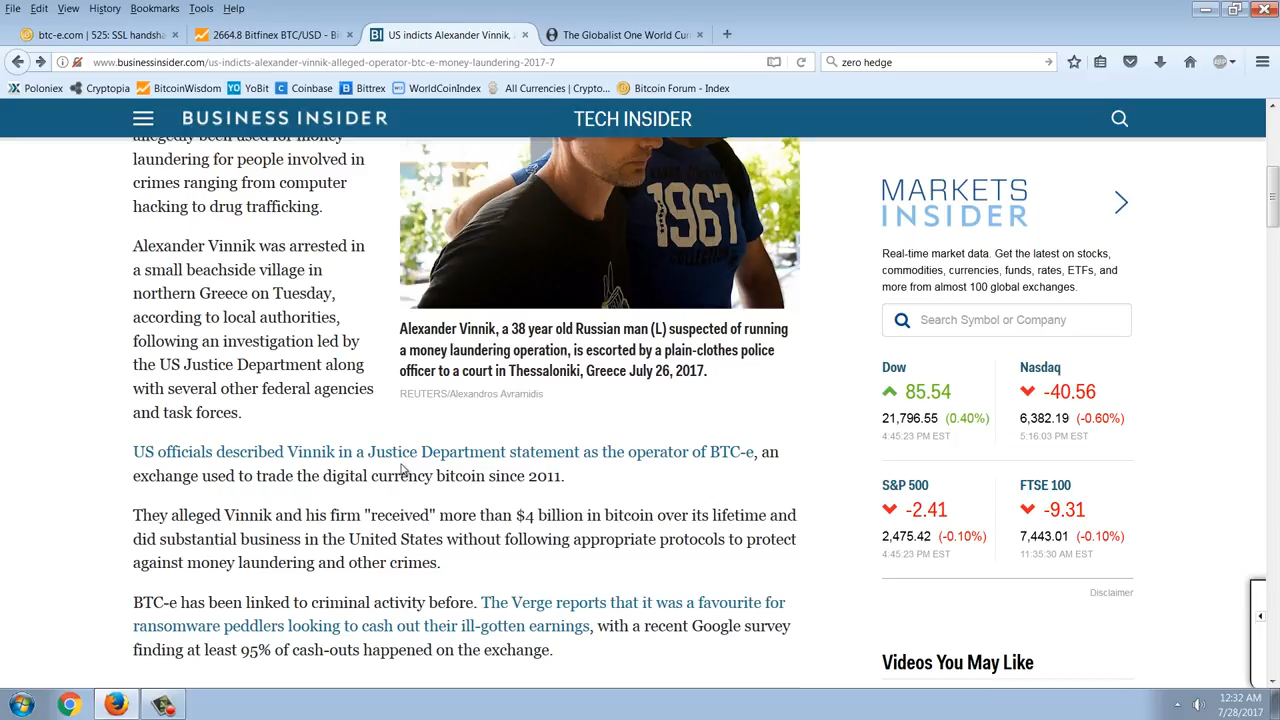 File Edit View History Bookmarks Tools Help
btc-e.com | 525: SSL handsha
2664.8 Bitfinex BTC/USD - Bi
BI US indicts Alexander Vinnik,
The Globalist One World Cu
www.businessinsider.com/us-indicts-alexander-vinnik-alleged-operator-btc-e-money-laundering-2017-7
zero hedge
Poloniex Cryptopia BitcoinWisdom YO YoBit C Coinbase Bittrex WorldCoinIndex All Currencies | Crypto... Bitcoin Forum - Index
BUSINESS INSIDER
TECH INSIDER
allegedly been used for money
laundering for people involved in
crimes ranging from computer
hacking to drug trafficking.
Alexander Vinnik was arrested in
a small beachside village in
northern Greece on Tuesday,
according to local authorities,
following an investigation led by
the US Justice Department along
with several other federal agencies
and task forces.
1967
COLLECTION
Alexander Vinnik, a 38 year old Russian man (L) suspected of running
a money laundering operation, is escorted by a plain-clothes police
officer to a court in Thessaloniki, Greece July 26, 2017.
REUTERS/Alexandros Avramidis
US officials described Vinnik in a Justice Department statement as the operator of BTC-e, an
exchange used to trade the digital currency bitcoin since 2011.
They alleged Vinnik and his firm "received" more than $4 billion in bitcoin over its lifetime and
did substantial business in the United States without following appropriate protocols to protect
against money laundering and other crimes.
BTC-e has been linked to criminal activity before. The Verge reports that it was a favourite for
ransomware peddlers looking to cash out their ill-gotten earnings, with a recent Google survey
finding at least 95% of cash-outs happened on the exchange.
MARKETS
INSIDER
Real-time market data. Get the latest on stocks,
commodities, currencies, funds, rates, ETFs, and
more from almost 100 global exchanges.
Search Symbol or Company
Dow
85.54
21,796.55 (0.40%)
4:45:23 PM EST
Nasdaq
-40.56
6,382.19 (-0.60%)
5:16:03 PM EST
S&P 500
-2.41
2,475.42 (-0.10%)
4:45:23 PM EST
FTSE 100
-9.31
7,443.01 (-0.10%)
11:35:30 AM EST
Disclaimer
Videos You May Like
12:32 AM
7/28/2017